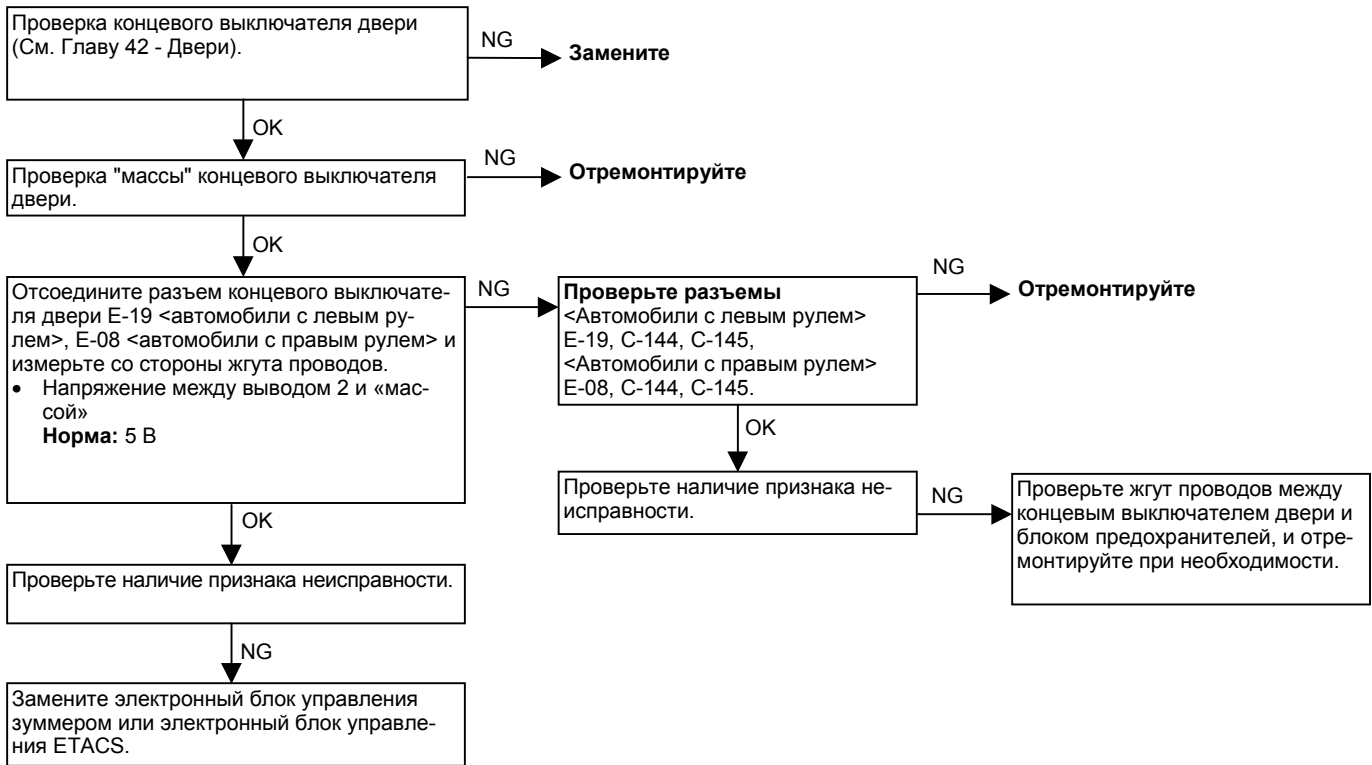 Проверка концевого выключателя двери
(См. Главу 42 - Двери).
NG
Замените
OK
Проверка "массы" концевого выключателя
двери.
NG
Отремонтируйте
OK
Отсоедините разъем концевого выключате-
ля двери E-19 <автомобили с левым ру-
лем>, E-08 <автомобили с правым рулем> и
измерьте со стороны жгута проводов.
• Напряжение между выводом 2 и «мас-
сой»
Норма: 5 В
NG
Проверьте разъемы
<Автомобили с левым рулем>
E-19, C-144, C-145,
<Автомобили с правым рулем>
E-08, C-144, C-145.
NG
Отремонтируйте
OK
Проверьте наличие признака не-
исправности.
NG
Проверьте жгут проводов между
концевым выключателем двери и
блоком предохранителей, и отре-
монтируйте при необходимости.
OK
Проверьте наличие признака неисправности.
NG
Замените электронный блок управления
зуммером или электронный блок управле-
ния ETACS.